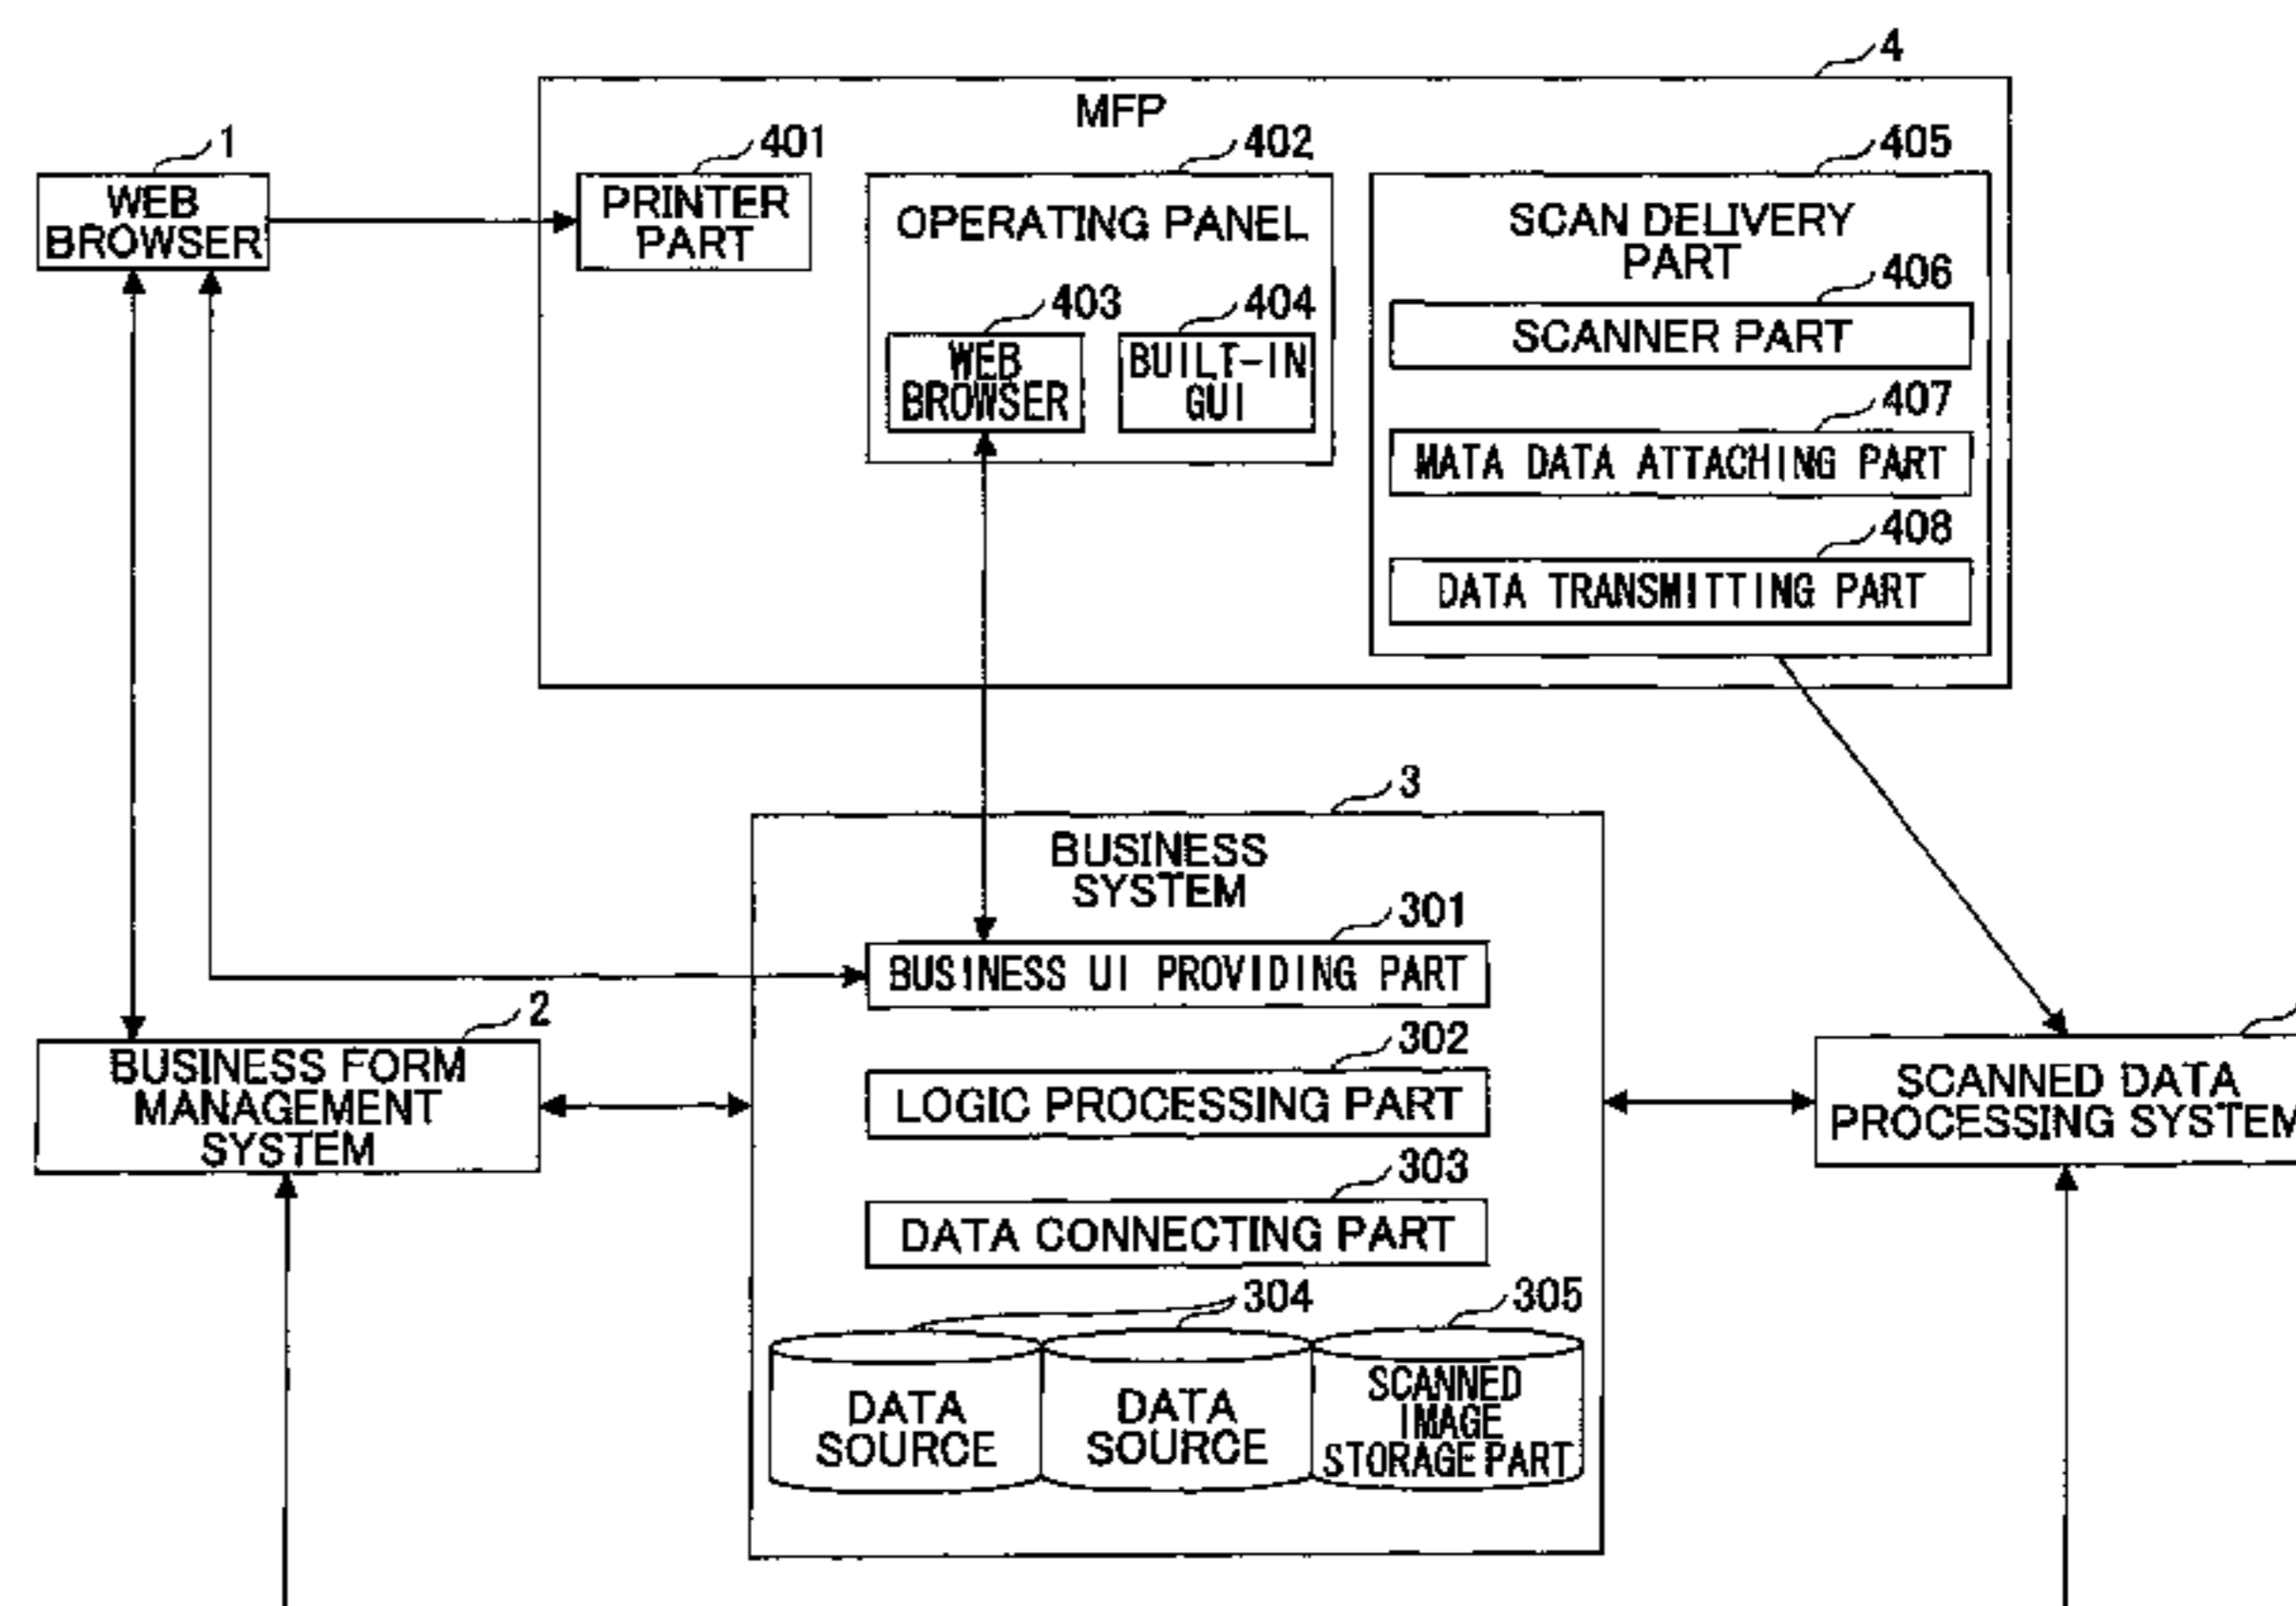 4
MFP
1
WEB
BROWSER
401
PRINTER
PART
402
OPERATING PANEL
403
WEB
BROWSER
404
BUILT-IN
GUI
405
SCAN DELIVERY
PART
406
SCANNER PART
407
MATA DATA ATTACHING PART
408
DATA TRANSMITTING PART
3
BUSINESS
SYSTEM
301
BUSINESS UI PROVIDING PART
302
LOGIC PROCESSING PART
303
DATA CONNECTING PART
304
DATA
SOURCE
DATA
SOURCE
305
SCANNED
IMAGE
STORAGE PART
2
BUSINESS FORM
MANAGEMENT
SYSTEM
SCANNED DATA
PROCESSING SYSTEM